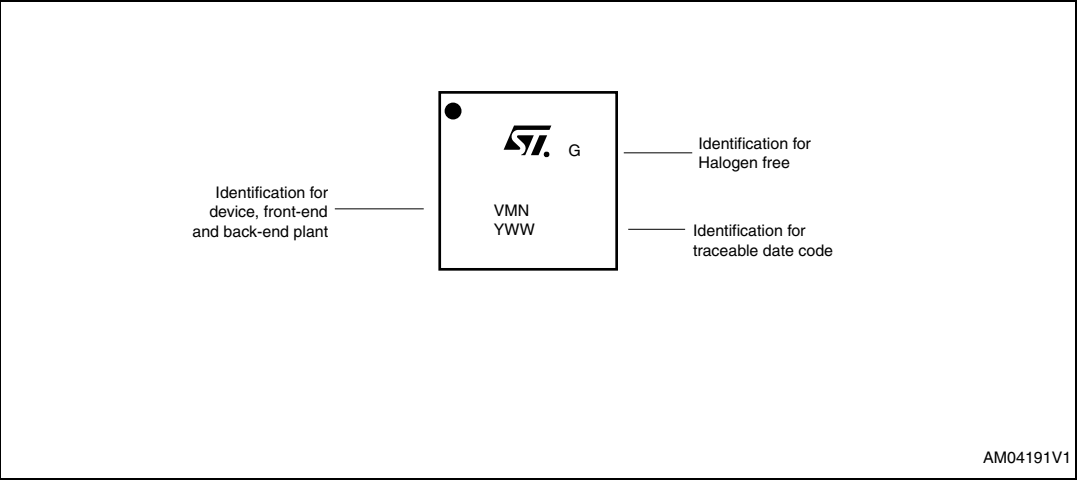 ST.
G
Identification for
Halogen free
Identification for
device, front-end
and back-end plant
VMN
YWW
Identification for
traceable date code
AM04191V1